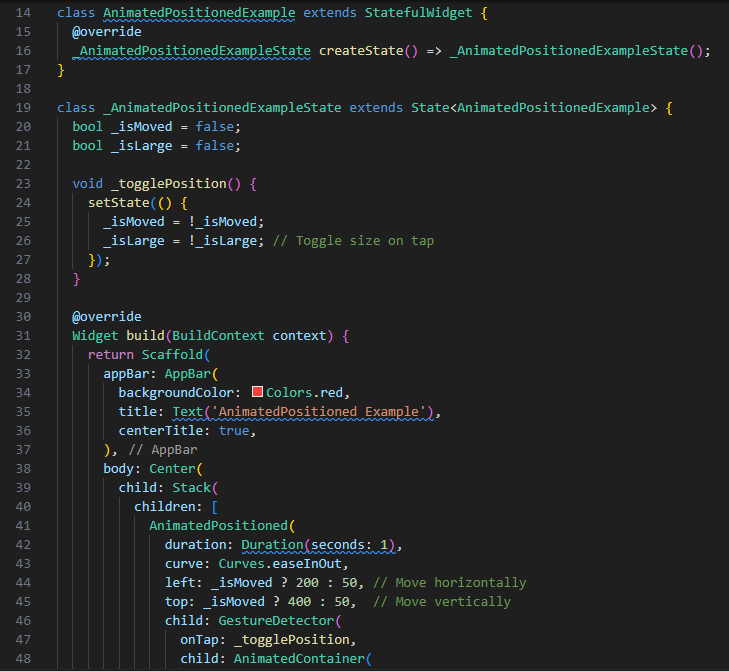 14 class AnimatedPositionedExample extends StatefulWidget {
15   @override
16   _AnimatedPositionedExampleState createState() => _AnimatedPositionedExampleState();
17 }
18
19 class _AnimatedPositionedExampleState extends State<AnimatedPositionedExample> {
20   bool _isMoved = false;
21   bool _isLarge = false;
22
23   void _togglePosition() {
24     setState(() {
25       _isMoved = !_isMoved;
26       _isLarge = !_isLarge; // Toggle size on tap
27     });
28   }
29
30   @override
31   Widget build(BuildContext context) {
32     return Scaffold(
33       appBar: AppBar(
34         backgroundColor: Colors.red,
35         title: Text('AnimatedPositioned Example'),
36         centerTitle: true,
37       ), // AppBar
38       body: Center(
39         child: Stack(
40           children: [
41             AnimatedPositioned(
42               duration: Duration(seconds: 1),
43               curve: Curves.easeInOut,
44               left: _isMoved ? 200 : 50, // Move horizontally
45               top: _isMoved ? 400 : 50,  // Move vertically
46               child: GestureDetector(
47                 onTap: _togglePosition,
48                 child: AnimatedContainer(